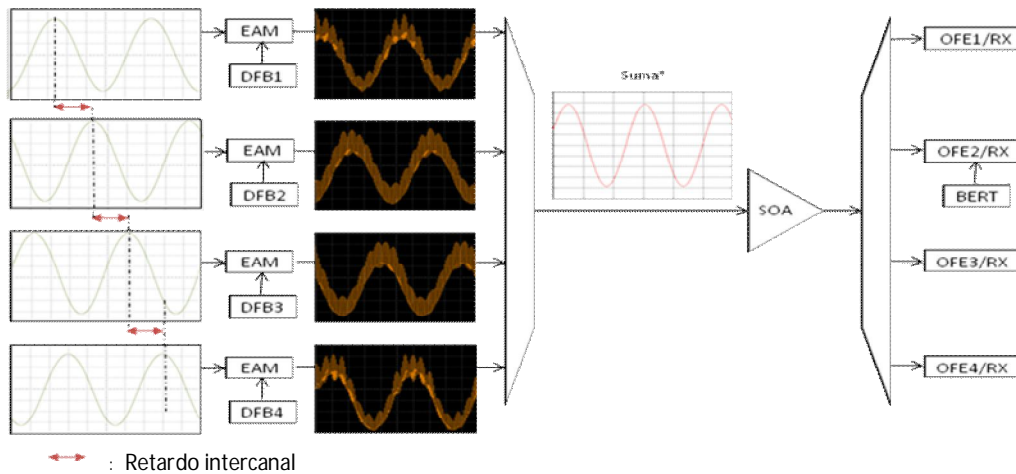 EAM
DFB1
EAM
DFB2
EAM
DFB3
EAM
DFB4
Suma*
SOA
OFE1/RX
OFE2/RX
BERT
OFE3/RX
OFE4/RX
: Retardo intercanal